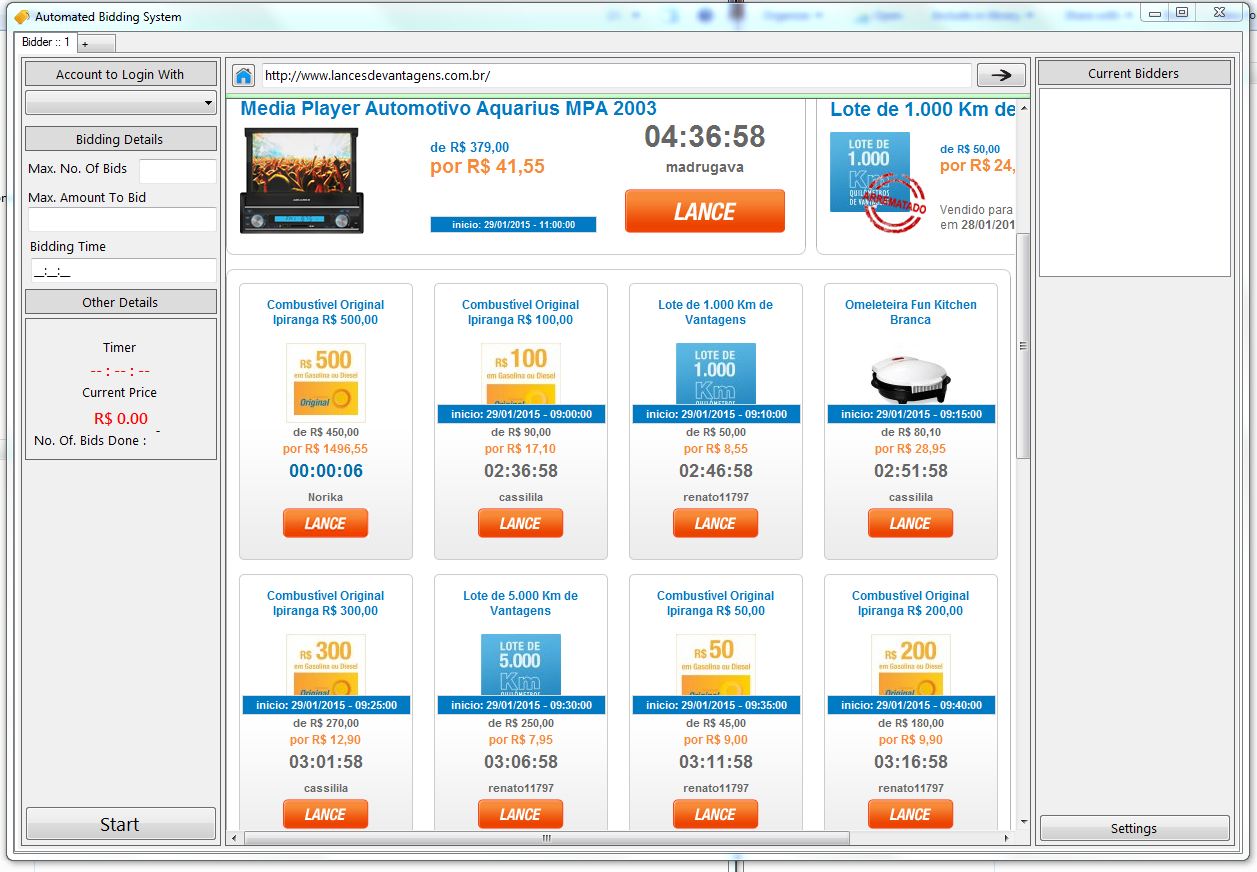 Automated Bidding System
Bidder :: 1
+
Account to Login With
Bidding Details
Max. No. Of Bids
Max. Amount To Bid
Bidding Time
__:__:__
Other Details
Timer
-- : -- : --
Current Price
R$ 0.00
No. Of. Bids Done : -
Start
http://www.lancesdevantagens.com.br/
Media Player Automotivo Aquarius MPA 2003
de R$ 379,00
por R$ 41,55
inicio: 29/01/2015 - 11:00:00
04:36:58
madrugava
LANCE
Lote de 1.000 Km de
LOTE DE
1.000
Km
QUILÔMETROS
DE VANTAGENS
ARREMATADO
de R$ 50,00
por R$ 24,
Vendido para
em 28/01/201
Combustível Original
Ipiranga R$ 500,00
R$ 500
em Gasolina ou Diesel
Original
de R$ 450,00
por R$ 1496,55
00:00:06
Norika
LANCE
Combustível Original
Ipiranga R$ 100,00
R$ 100
em Gasolina ou Diesel
inicio: 29/01/2015 - 09:00:00
de R$ 90,00
por R$ 17,10
02:36:58
cassilila
LANCE
Lote de 1.000 Km de
Vantagens
LOTE DE
1.000
Km
inicio: 29/01/2015 - 09:10:00
de R$ 50,00
por R$ 8,55
02:46:58
renato11797
LANCE
Omeleteira Fun Kitchen
Branca
inicio: 29/01/2015 - 09:15:00
de R$ 80,10
por R$ 28,95
02:51:58
cassilila
LANCE
Combustível Original
Ipiranga R$ 300,00
R$ 300
em Gasolina ou Diesel
Original
inicio: 29/01/2015 - 09:25:00
de R$ 270,00
por R$ 12,90
03:01:58
cassilila
LANCE
Lote de 5.000 Km de
Vantagens
LOTE DE
5.000
Km
QUILÔMETROS
inicio: 29/01/2015 - 09:30:00
de R$ 250,00
por R$ 7,95
03:06:58
renato11797
LANCE
Combustível Original
Ipiranga R$ 50,00
R$ 50
em Gasolina ou Diesel
inicio: 29/01/2015 - 09:35:00
de R$ 45,00
por R$ 9,00
03:11:58
renato11797
LANCE
Combustível Original
Ipiranga R$ 200,00
R$ 200
em Gasolina ou Diesel
Original
inicio: 29/01/2015 - 09:40:00
de R$ 180,00
por R$ 9,90
03:16:58
renato11797
LANCE
Current Bidders
Settings